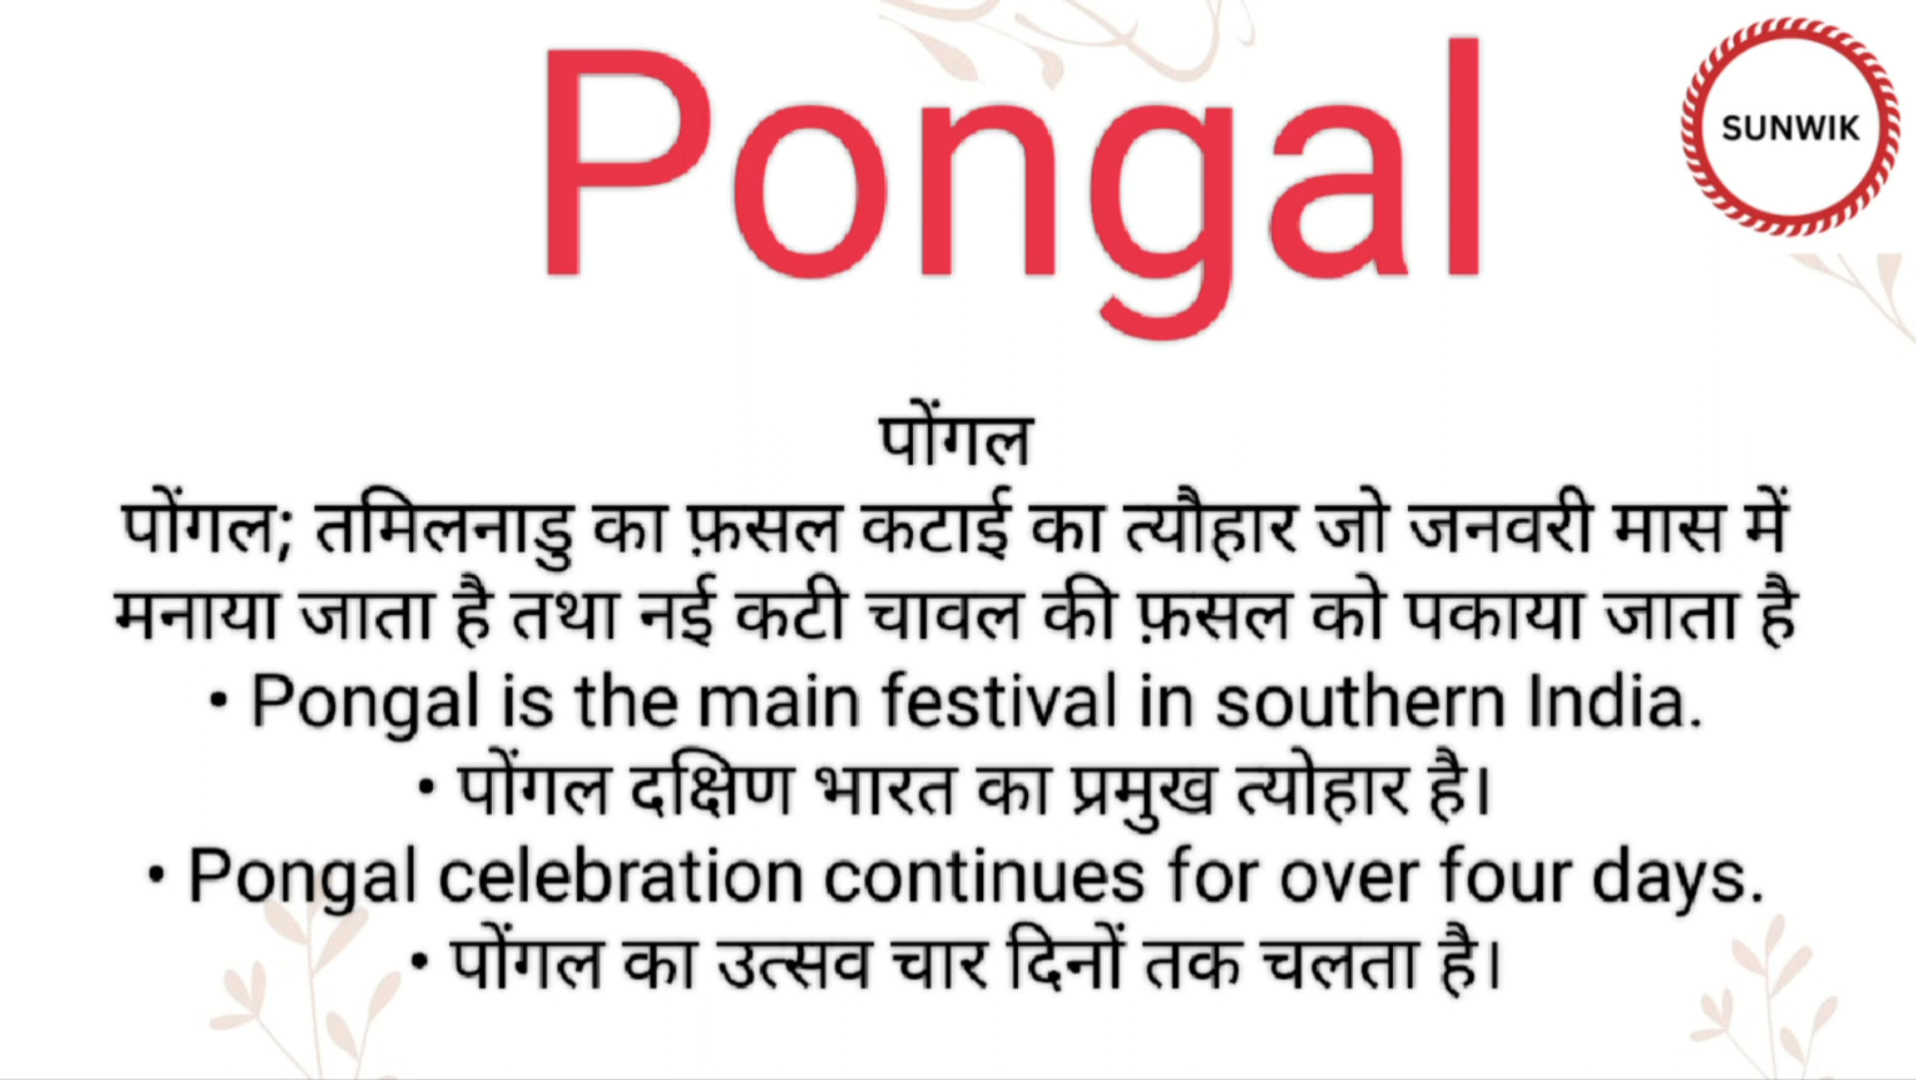 Pongal
SUNWIK
पोंगल
पोंगल; तमिलनाडु का फ़सल कटाई का त्यौहार जो जनवरी मास में
मनाया जाता है तथा नई कटी चावल की फ़सल को पकाया जाता है
• Pongal is the main festival in southern India.
• पोंगल दक्षिण भारत का प्रमुख त्योहार है।
• Pongal celebration continues for over four days.
• पोंगल का उत्सव चार दिनों तक चलता है।